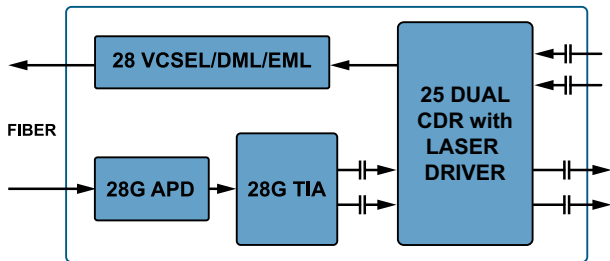 28 VCSEL/DML/EML
25 DUAL
CDR with
LASER
DRIVER
FIBER
28G APD
28G TIA